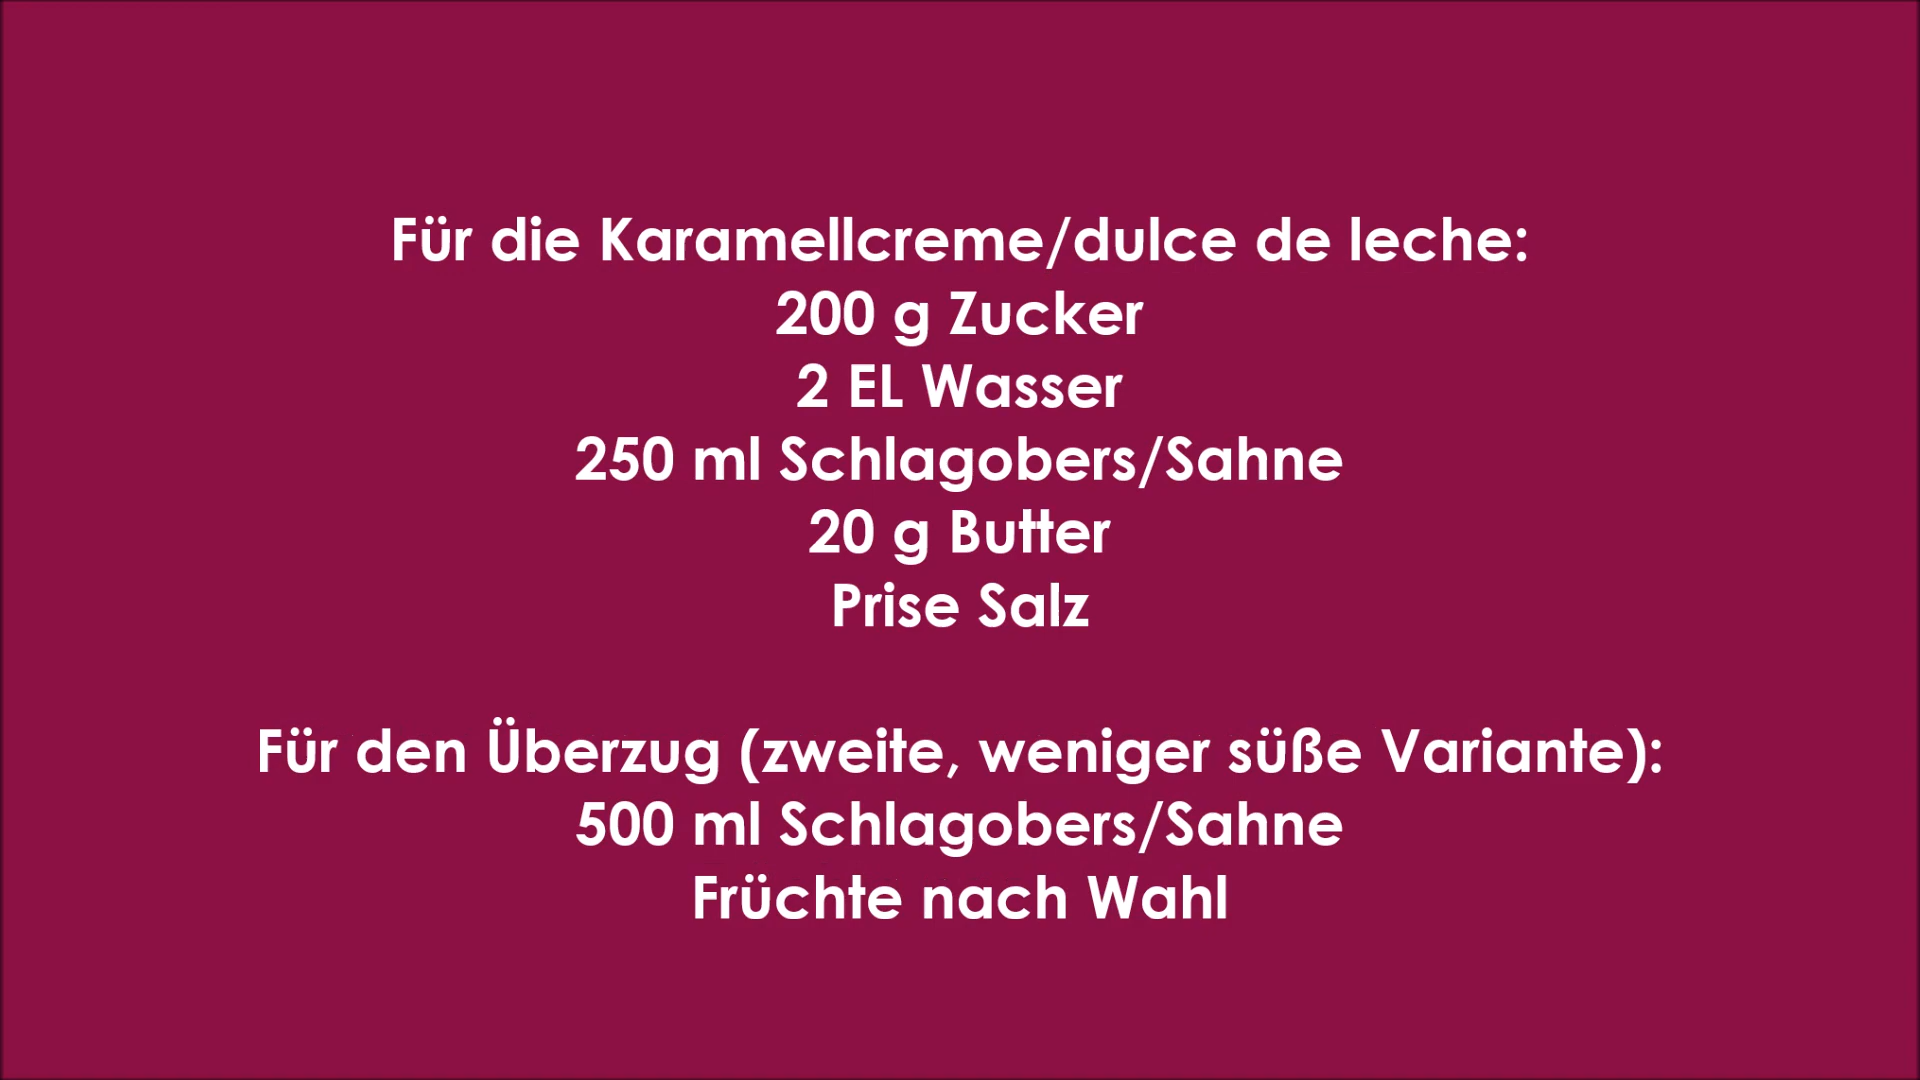 Für die Karamellcreme/dulce de leche:
200 g Zucker
2 EL Wasser
250 ml Schlagobers/Sahne
20 g Butter
Prise Salz
Für den Überzug (zweite, weniger süße Variante):
500 ml Schlagobers/Sahne
Früchte nach Wahl